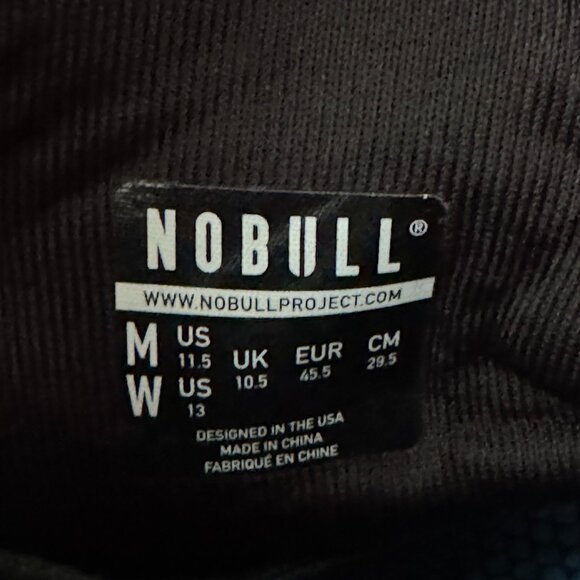 NOBULL®
WWW.NOBULLPROJECT.COM
M US 11.5 UK 10.5 EUR 45.5 CM 29.5
W US 13
DESIGNED IN THE USA
MADE IN CHINA
FABRIQUÉ EN CHINE